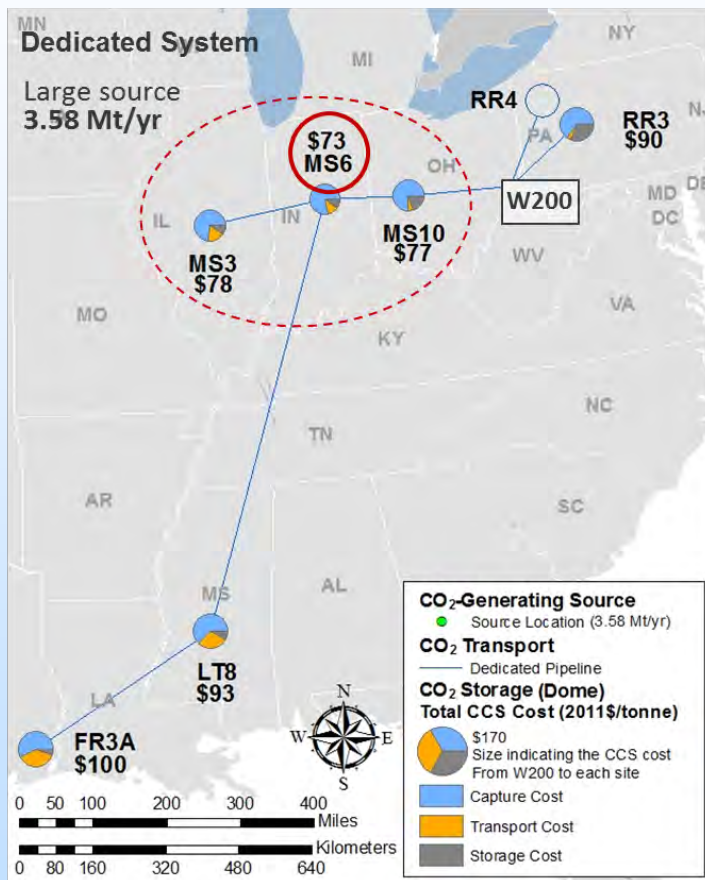 MN
MI
NY
Dedicated System
Large source
3.58 Mt/yr
RR4
PA
RR3
$90
NJ
$73
MS6
OH
W200
DE
MD
DC
IL
IN
MS10
$77
MS3
$78
WV
VA
MO
KY
NC
TN
AR
SC
MS
AL
LT8
$93
LA
FR3A
$100
N
W
E
S
0 50 100 200 300 400
Miles
Kilometers
0 80 160 320 480 640
CO₂-Generating Source
Source Location (3.58 Mt/yr)
CO₂ Transport
Dedicated Pipeline
CO₂ Storage (Dome)
Total CCS Cost (2011$/tonne)
$170
Size indicating the CCS cost
From W200 to each site
Capture Cost
Transport Cost
Storage Cost